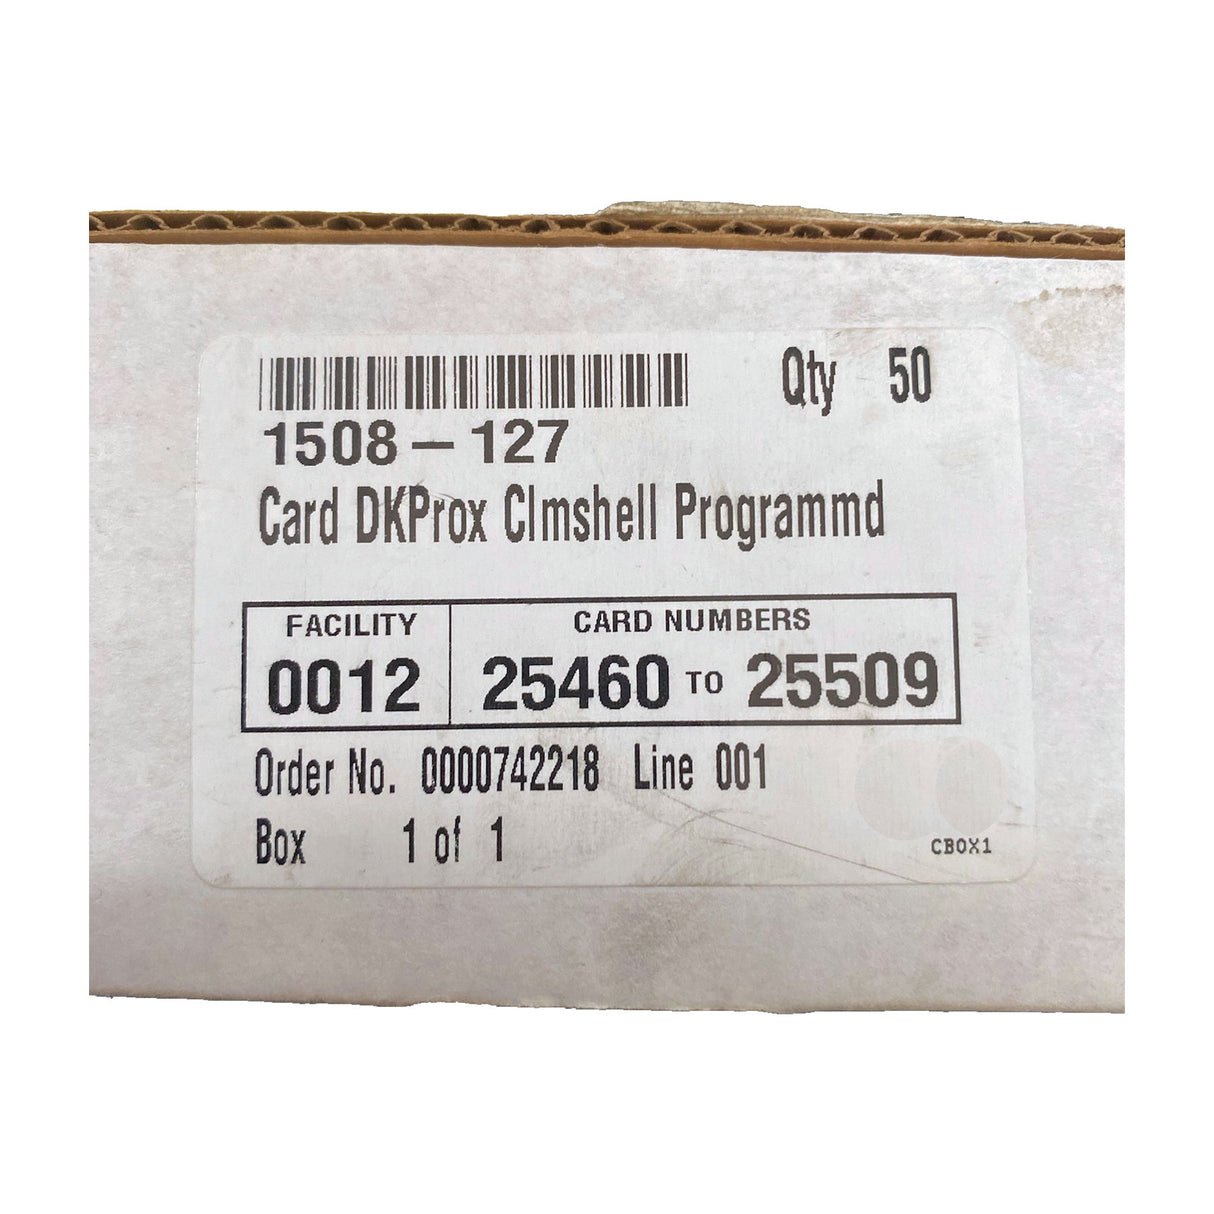 Qty 50
1508-127
Card DKProx Clmshell Programmd
FACILITY CARD NUMBERS
0012 25460 TO 25509
Order No. 0000742218 Line 001
Box 1 of 1
CBOX1